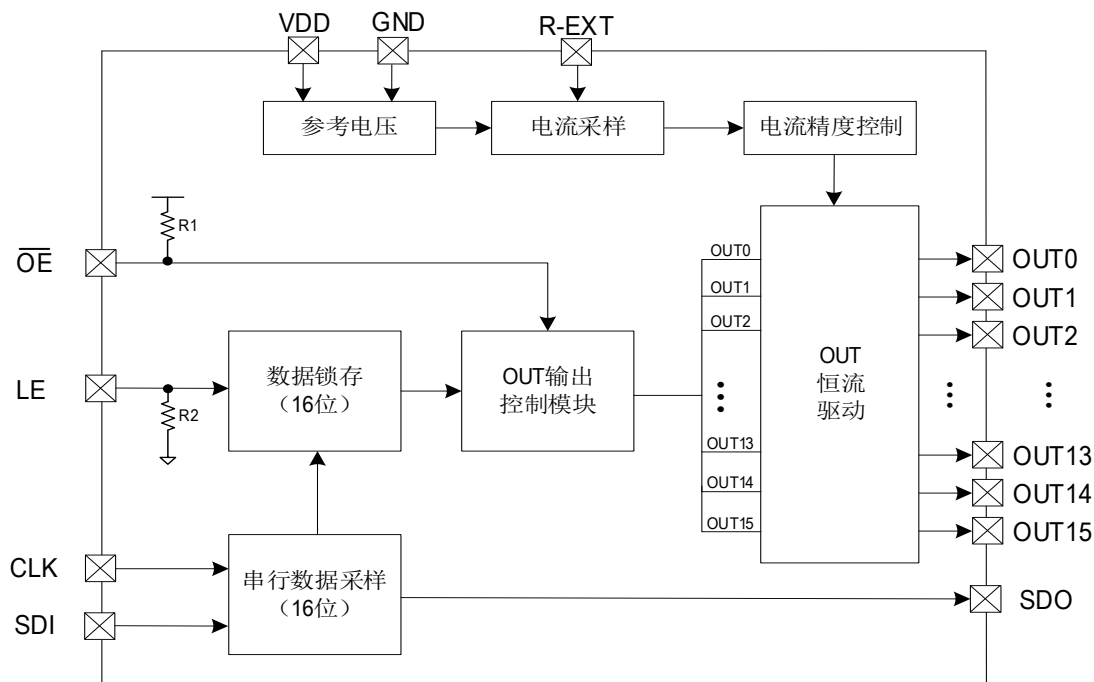 VDD
GND
R-EXT
参考电压
电流采样
电流精度控制
R1
OE
OUT0
OUT1
OUT2
OUT13
OUT14
OUT15
OUT
恒流
驱动
OUT0
OUT1
OUT2
OUT13
OUT14
OUT15
LE
R2
数据锁存
（16位）
OUT输出
控制模块
CLK
SDI
串行数据采样
（16位）
SDO